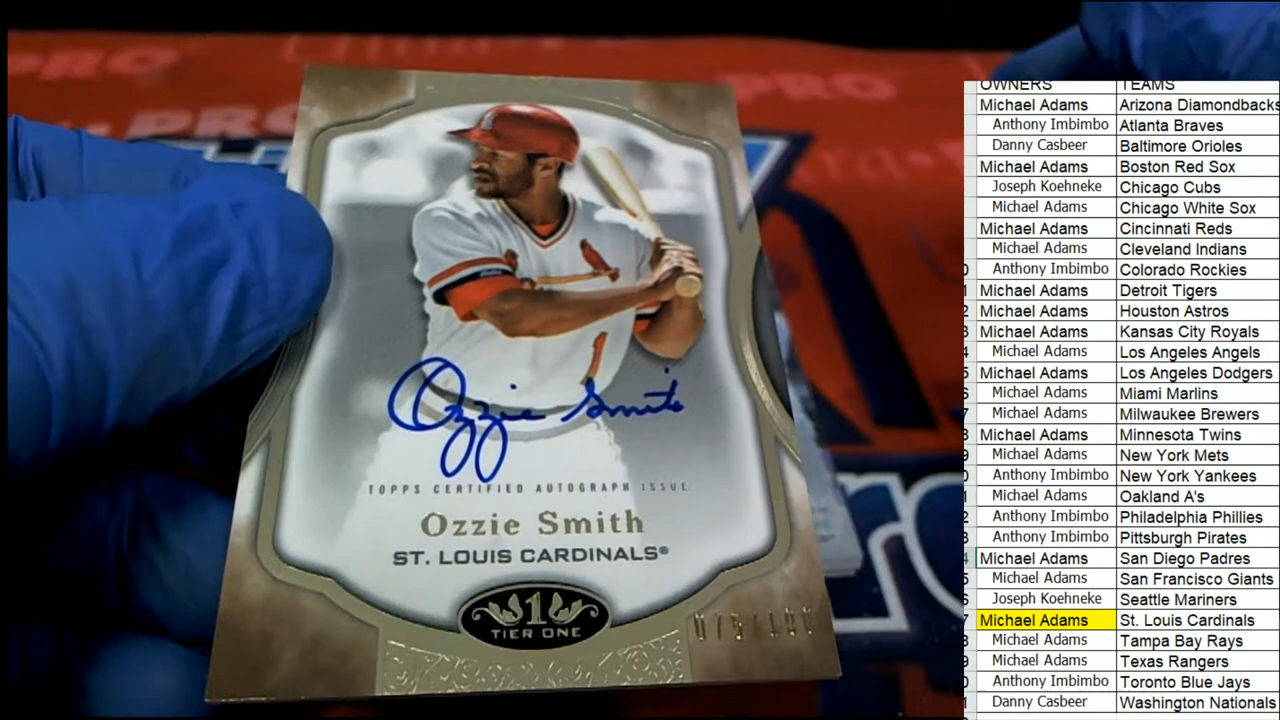 PRO
PRO
PRO
Ozzie Smith
TOPPS CERTIFIED AUTOGRAPH ISSUE
Ozzie Smith
ST. LOUIS CARDINALS®
1
TIER ONE
OWNERS TEAMS
Michael Adams Arizona Diamondbacks
Anthony Imbimbo Atlanta Braves
Danny Casbeer Baltimore Orioles
Michael Adams Boston Red Sox
Joseph Koehneke Chicago Cubs
Michael Adams Chicago White Sox
Michael Adams Cincinnati Reds
Michael Adams Cleveland Indians
Anthony Imbimbo Colorado Rockies
Michael Adams Detroit Tigers
Michael Adams Houston Astros
Michael Adams Kansas City Royals
Michael Adams Los Angeles Angels
Michael Adams Los Angeles Dodgers
Michael Adams Miami Marlins
Michael Adams Milwaukee Brewers
Michael Adams Minnesota Twins
Michael Adams New York Mets
Anthony Imbimbo New York Yankees
Michael Adams Oakland A's
Anthony Imbimbo Philadelphia Phillies
Anthony Imbimbo Pittsburgh Pirates
Michael Adams San Diego Padres
Michael Adams San Francisco Giants
Joseph Koehneke Seattle Mariners
Michael Adams St. Louis Cardinals
Michael Adams Tampa Bay Rays
Michael Adams Texas Rangers
Anthony Imbimbo Toronto Blue Jays
Danny Casbeer Washington Nationals